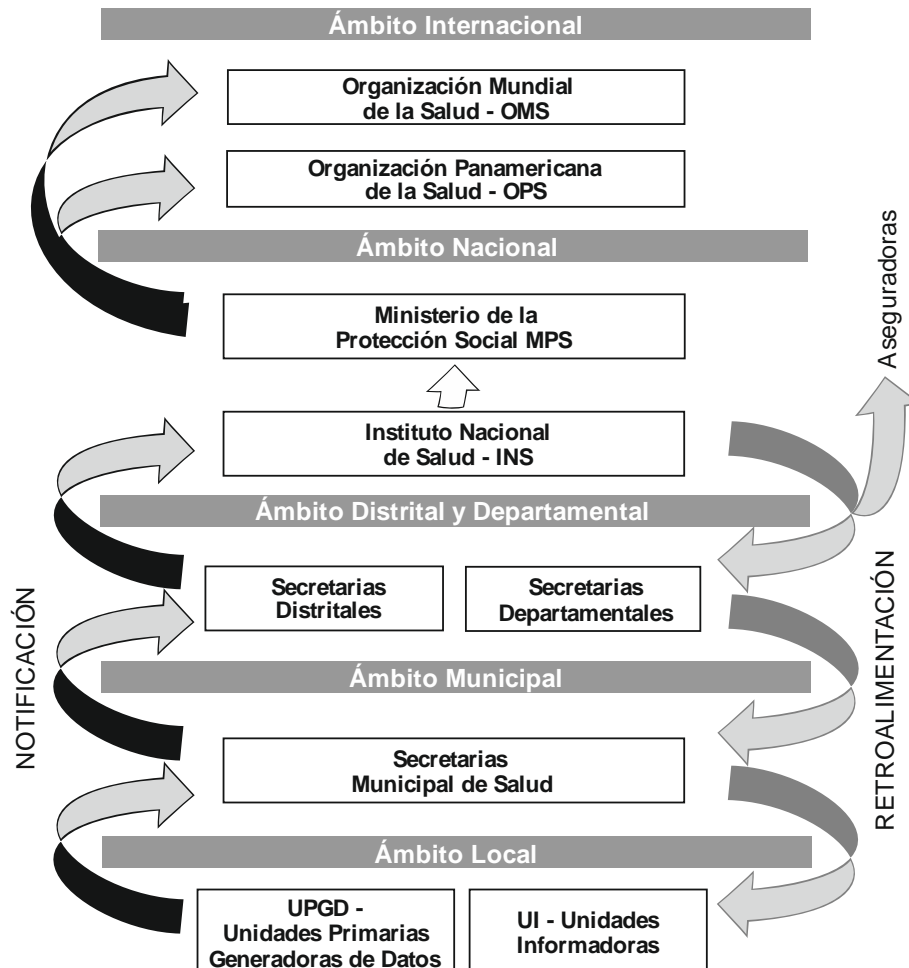 Ámbito Internacional
Organización Mundial
de la Salud - OMS
Organización Panamericana
de la Salud - OPS
Ámbito Nacional
Aseguradoras
Ministerio de la
Protección Social MPS
Instituto Nacional
de Salud - INS
Ámbito Distrital y Departamental
Secretarias
Distritales
Secretarias
Departamentales
NOTIFICACIÓN
RETROALIMENTACIÓN
Ámbito Municipal
Secretarias
Municipal de Salud
Ámbito Local
UPGD -
Unidades Primarias
Generadoras de Datos
UI - Unidades
Informadoras